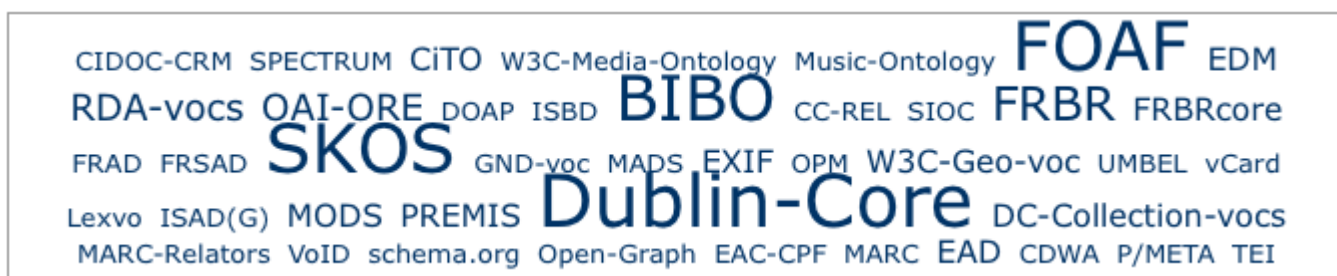 CIDOC-CRM SPECTRUM CiTO W3C-Media-Ontology Music-Ontology FOAF EDM
RDA-vocs OAI-ORE DOAP ISBD BIBO CC-REL SIOC FRBR FRBRcore
FRAD FRSAD SKOS GND-voc MADS EXIF OPM W3C-Geo-voc UMBEL vCard
Lexvo ISAD(G) MODS PREMIS Dublin-Core DC-Collection-vocs
MARC-Relators VoID schema.org Open-Graph EAC-CPF MARC EAD CDWA P/META TEI